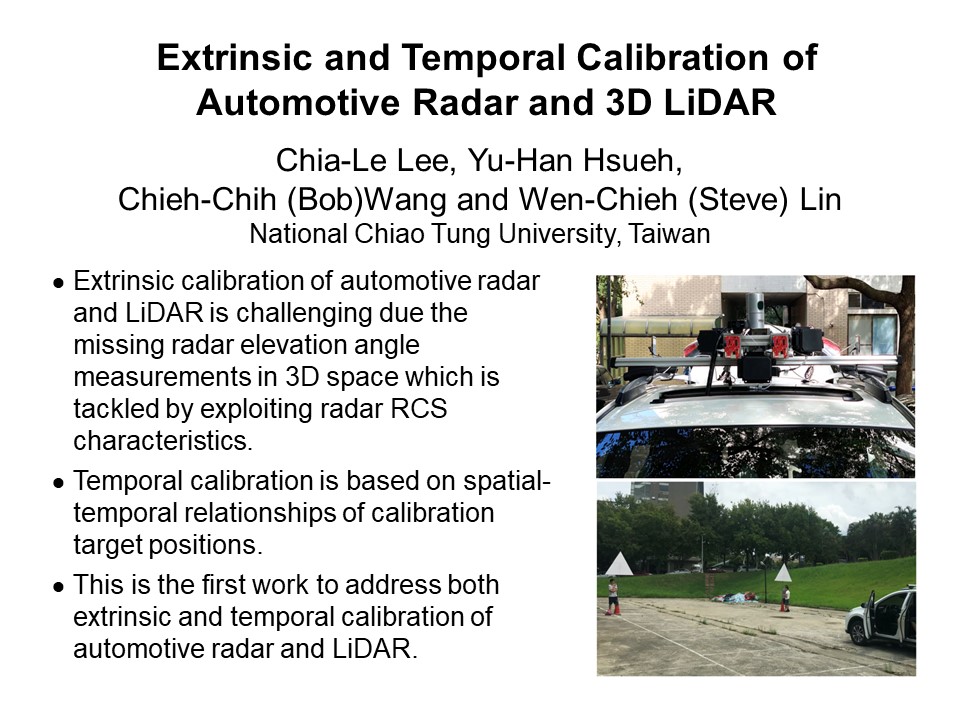 Extrinsic and Temporal Calibration of
Automotive Radar and 3D LiDAR
Chia-Le Lee, Yu-Han Hsueh,
Chieh-Chih (Bob)Wang and Wen-Chieh (Steve) Lin
National Chiao Tung University, Taiwan
● Extrinsic calibration of automotive radar
and LiDAR is challenging due the
missing radar elevation angle
measurements in 3D space which is
tackled by exploiting radar RCS
characteristics.
● Temporal calibration is based on spatial-
temporal relationships of calibration
target positions.
● This is the first work to address both
extrinsic and temporal calibration of
automotive radar and LiDAR.